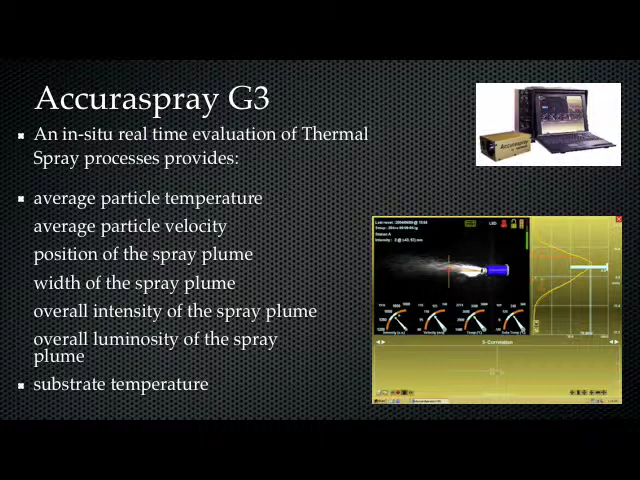 Accuraspray G3
An in-situ real time evaluation of Thermal
Spray processes provides:
average particle temperature
average particle velocity
position of the spray plume
width of the spray plume
overall intensity of the spray plume
overall luminosity of the spray
plume
substrate temperature
Accuraspray
Correlation